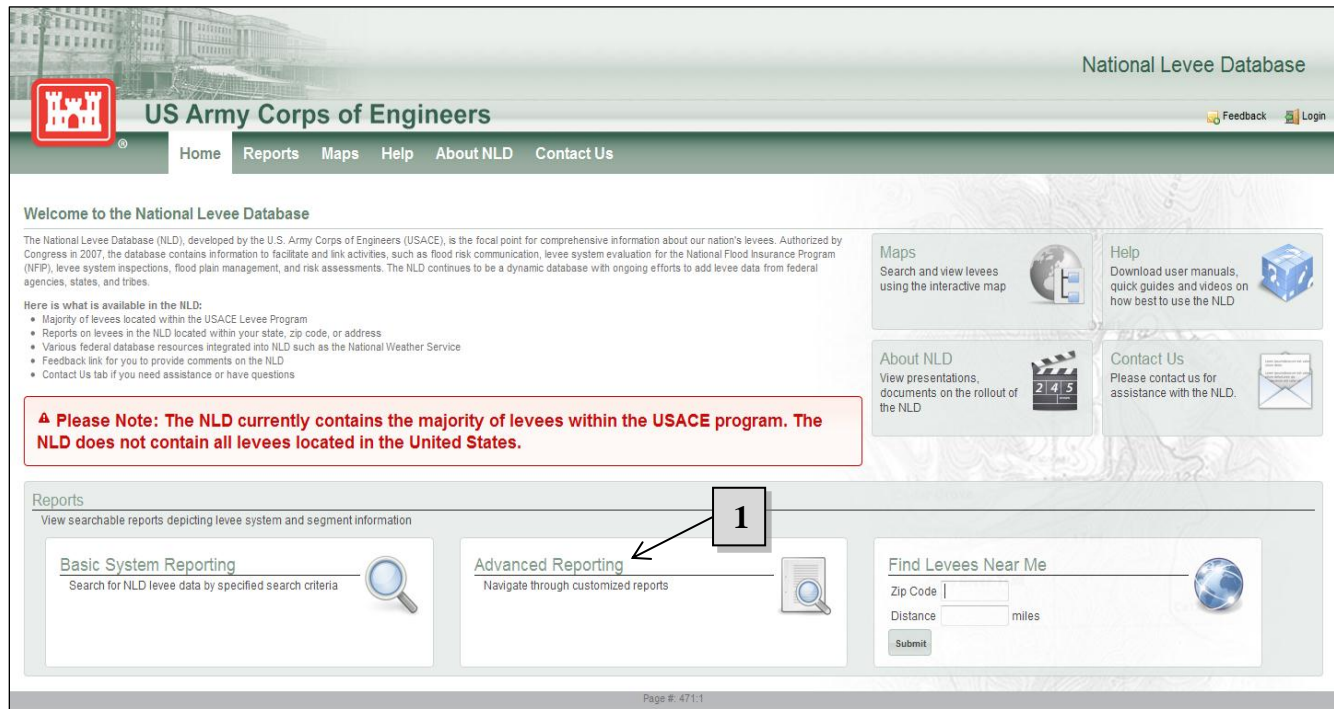 National Levee Database
US Army Corps of Engineers
®
Feedback Login
Home Reports Maps Help About NLD Contact Us
Welcome to the National Levee Database
The National Levee Database (NLD), developed by the U.S. Army Corps of Engineers (USACE), is the focal point for comprehensive information about our nation's levees. Authorized by
Congress in 2007, the database contains information to facilitate and link activities, such as flood risk communication, levee system evaluation for the National Flood Insurance Program
(NFIP), levee system inspections, flood plain management, and risk assessments. The NLD continues to be a dynamic database with ongoing efforts to add levee data from federal
agencies, states, and tribes.
Here is what is available in the NLD:
• Majority of levees located within the USACE Levee Program
• Reports on levees in the NLD located within your state, zip code, or address
• Various federal database resources integrated into NLD such as the National Weather Service
• Feedback link for you to provide comments on the NLD
• Contact Us tab if you need assistance or have questions
Please Note: The NLD currently contains the majority of levees within the USACE program. The
NLD does not contain all levees located in the United States.
Maps
Search and view levees
using the interactive map
Help
Download user manuals,
quick guides and videos on
how best to use the NLD
About NLD
View presentations,
documents on the rollout of
the NLD
2 4 5
Contact Us
Please contact us for
assistance with the NLD.
Reports
View searchable reports depicting levee system and segment information
1
Basic System Reporting
Search for NLD levee data by specified search criteria
Advanced Reporting
Navigate through customized reports
Find Levees Near Me
Zip Code
Distance miles
Submit
Page #: 471:1